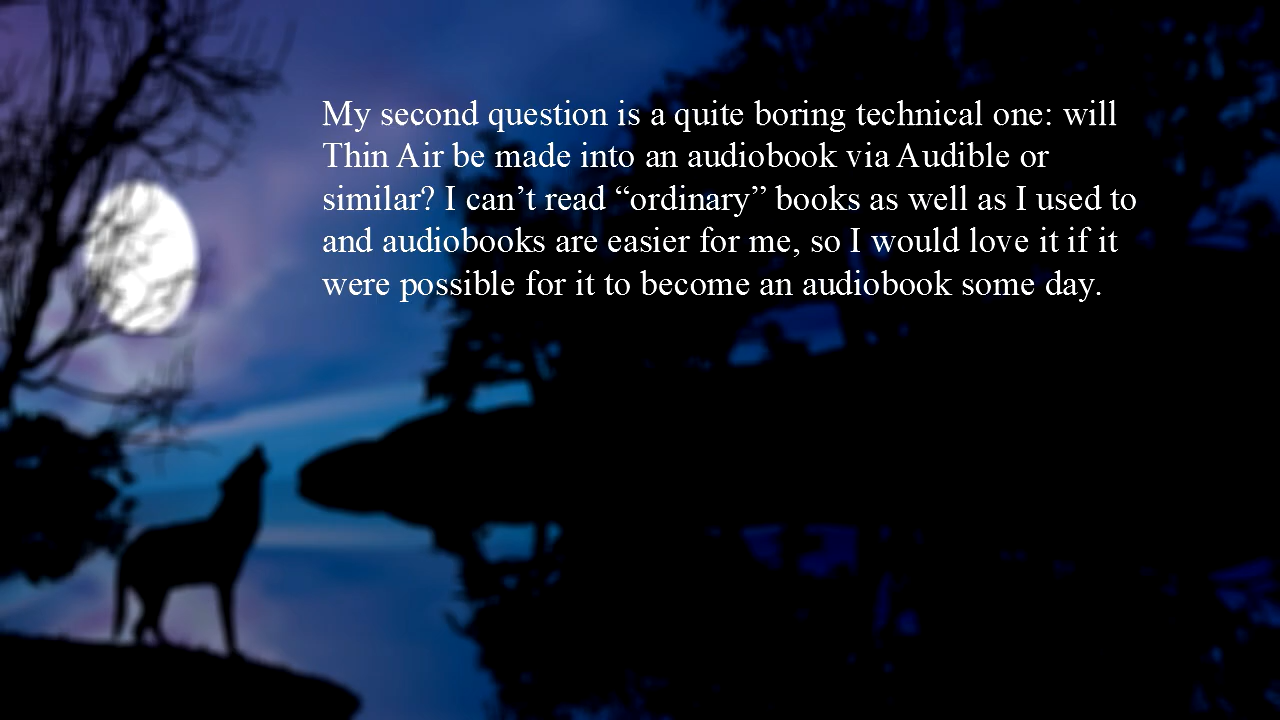 My second question is a quite boring technical one: will
Thin Air be made into an audiobook via Audible or
similar? I can’t read “ordinary” books as well as I used to
and audiobooks are easier for me, so I would love it if it
were possible for it to become an audiobook some day.